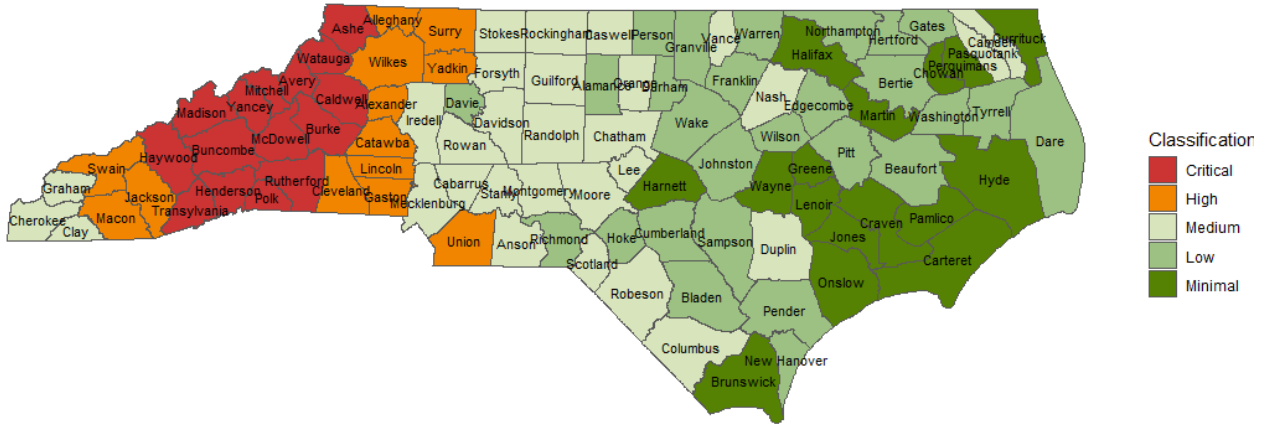 Ashe
Alleghany
Surry
Stokes
Rockingham
Caswell
Person
Granville
Vance
Warren
Northampton
Gates
Hertford
Camden
Currituck
Pasquotank
Perquimans
Chowan
Halifax
Bertie
Watauga
Wilkes
Yadkin
Forsyth
Guilford
Alamance
Orange
Durham
Franklin
Nash
Edgecombe
Martin
Washington
Tyrrell
Dare
Avery
Mitchell
Caldwell
Alexander
Iredell
Davie
Davidson
Randolph
Chatham
Wake
Wilson
Pitt
Beaufort
Hyde
Madison
Yancey
McDowell
Burke
Catawba
Rowan
Lee
Johnston
Greene
Swain
Haywood
Buncombe
Rutherford
Lincoln
Cleveland
Gaston
Cabarrus
Stanly
Montgomery
Moore
Harnett
Wayne
Lenoir
Graham
Jackson
Henderson
Polk
Transylvania
Mecklenburg
Cherokee
Macon
Clay
Union
Anson
Richmond
Scotland
Hoke
Cumberland
Sampson
Duplin
Jones
Craven
Pamlico
Carteret
Onslow
Robeson
Bladen
Pender
Columbus
New Hanover
Brunswick
Classification
Critical
High
Medium
Low
Minimal